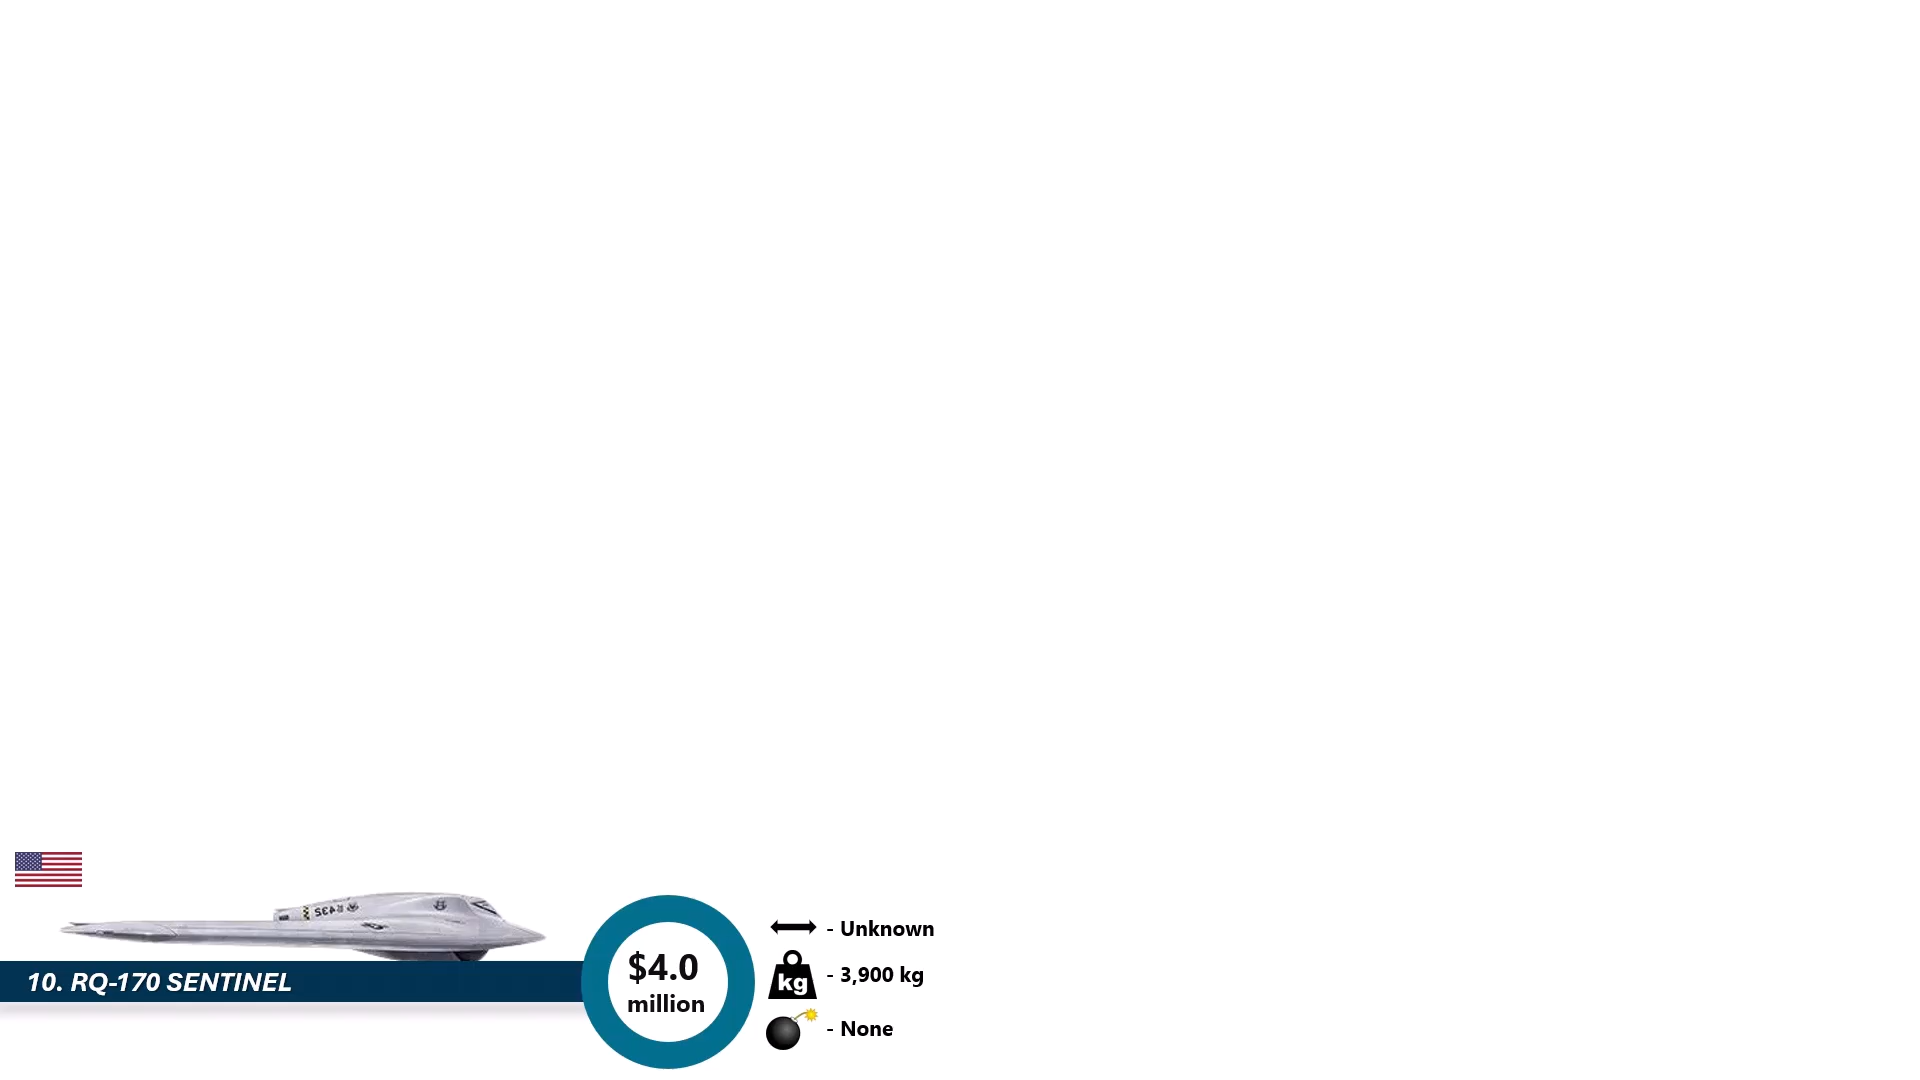 10. RQ-170 SENTINEL
$4.0
million
- Unknown
kg
- 3,900 kg
- None